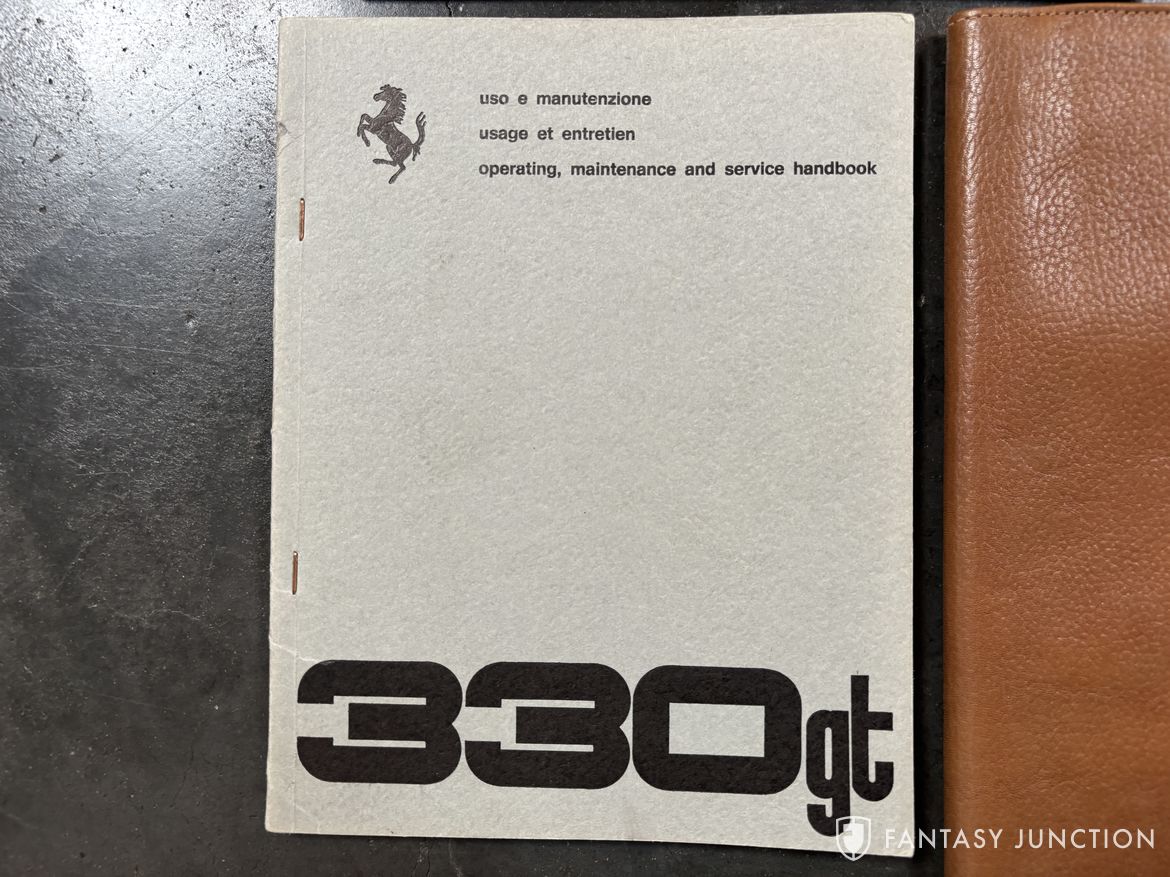 uso e manutenzione
usage et entretien
operating, maintenance and service handbook
330gt
FANTASY JUNCTION